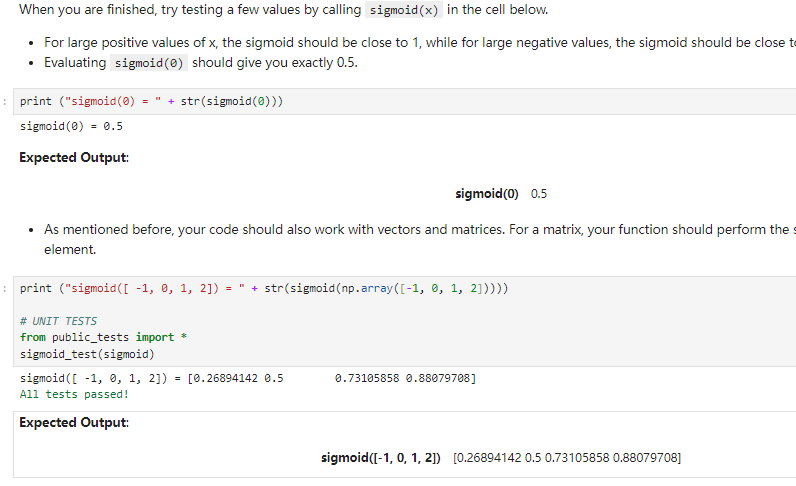 When you are finished, try testing a few values by calling sigmoid(x) in the cell below.
• For large positive values of x, the sigmoid should be close to 1, while for large negative values, the sigmoid should be close
• Evaluating sigmoid(0) should give you exactly 0.5.
: print ("sigmoid(0) = " + str(sigmoid(0)))
sigmoid(0) = 0.5
Expected Output:
sigmoid(0) 0.5
• As mentioned before, your code should also work with vectors and matrices. For a matrix, your function should perform the
element.
: print ("sigmoid([ -1, 0, 1, 2]) = " + str(sigmoid(np.array([-1, 0, 1, 2]))))
# UNIT TESTS
from public_tests import *
sigmoid_test(sigmoid)
sigmoid([ -1, 0, 1, 2]) = [0.26894142 0.5 0.73105858 0.88079708]
All tests passed!
Expected Output:
sigmoid([-1, 0, 1, 2]) [0.26894142 0.5 0.73105858 0.88079708]